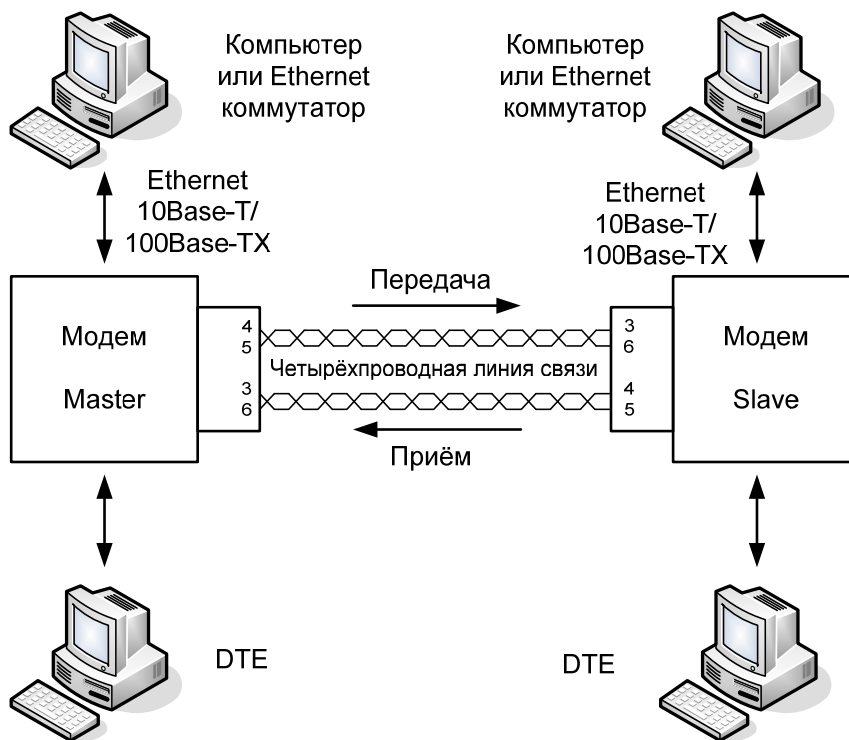 Компьютер
или Ethernet
коммутатор
Компьютер
или Ethernet
коммутатор
Ethernet
10Base-T/
100Base-TX
Ethernet
10Base-T/
100Base-TX
Передача
Модем
Master
4
5
3
6
Четырёхпроводная линия связи
3
6
4
5
Модем
Slave
Приём
DTE
DTE